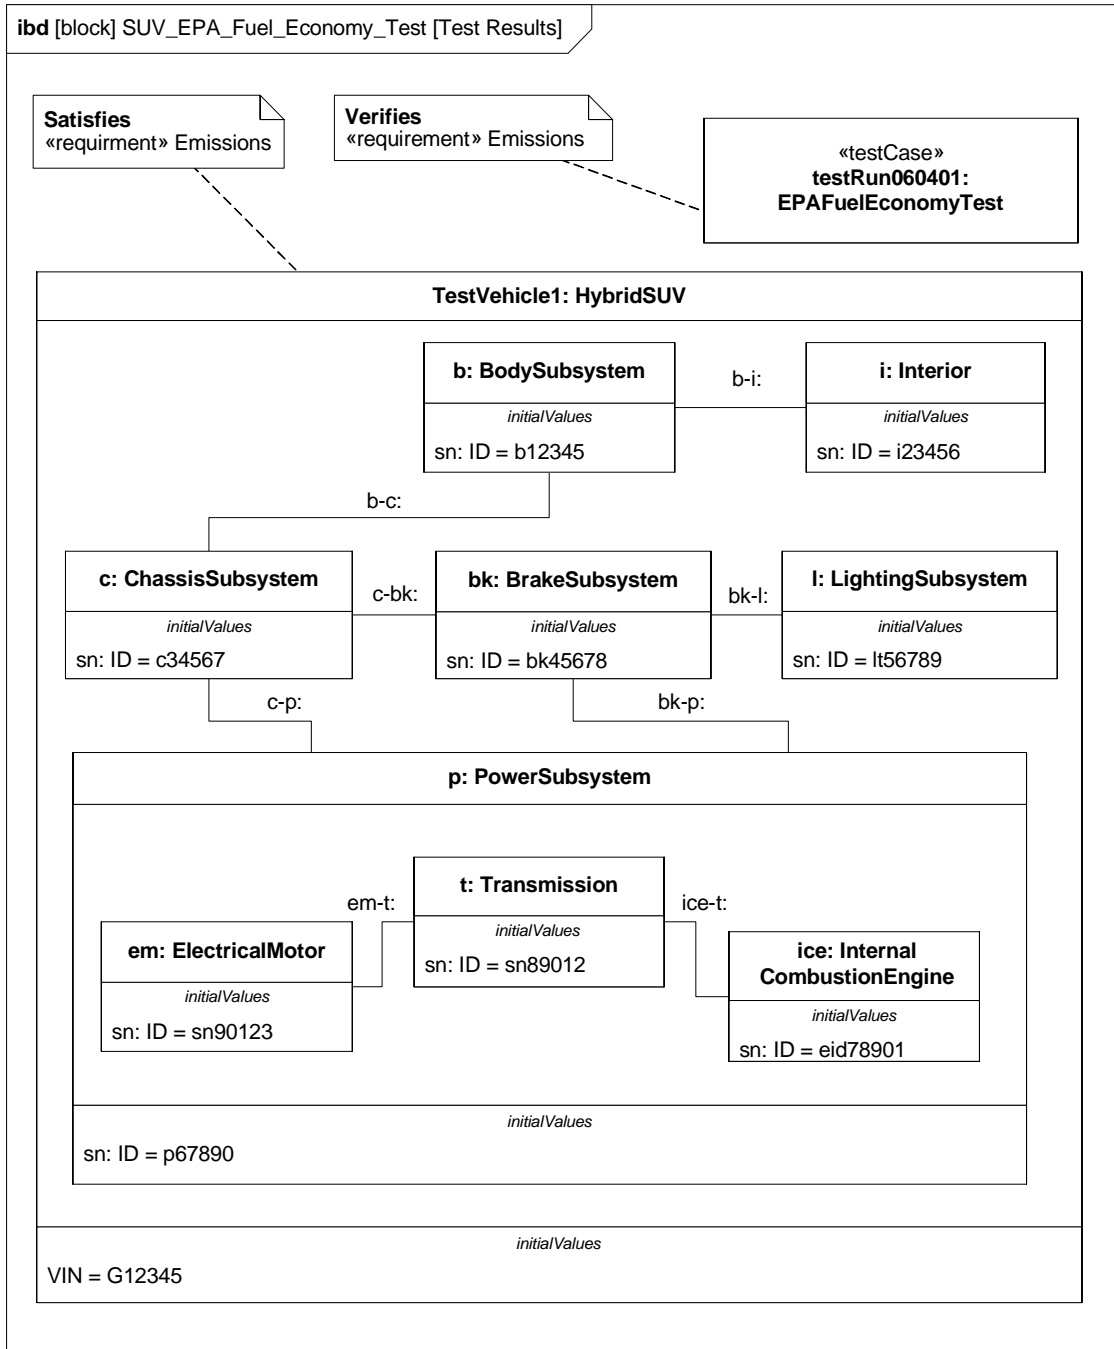 ibd [block] SUV_EPA_Fuel_Economy_Test [Test Results]
Satisfies
«requirment» Emissions
Verifies
«requirement» Emissions
«testCase»
testRun060401:
EPAFuelEconomyTest
TestVehicle1: HybridSUV
b: BodySubsystem
initialValues
sn: ID = b12345
b-i:
i: Interior
initialValues
sn: ID = i23456
b-c:
c: ChassisSubsystem
initialValues
sn: ID = c34567
c-bk:
bk: BrakeSubsystem
initialValues
sn: ID = bk45678
bk-l:
l: LightingSubsystem
initialValues
sn: ID = lt56789
c-p:
bk-p:
p: PowerSubsystem
em-t:
t: Transmission
initialValues
sn: ID = sn89012
ice-t:
em: ElectricalMotor
initialValues
sn: ID = sn90123
ice: Internal
CombustionEngine
initialValues
sn: ID = eid78901
initialValues
sn: ID = p67890
initialValues
VIN = G12345